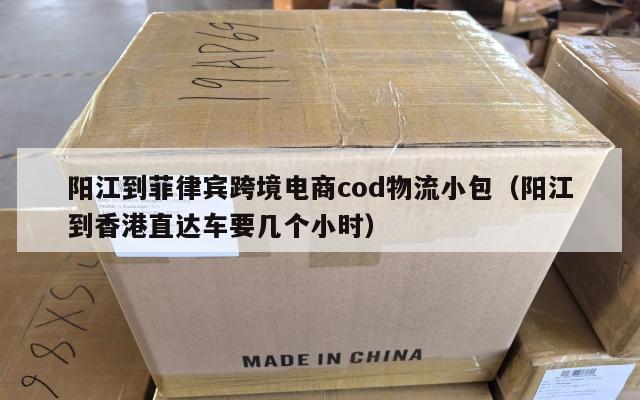 19AP69
阳江到菲律宾跨境电商cod物流小包（阳江
到香港直达车要几个小时）
MADE IN CHINA